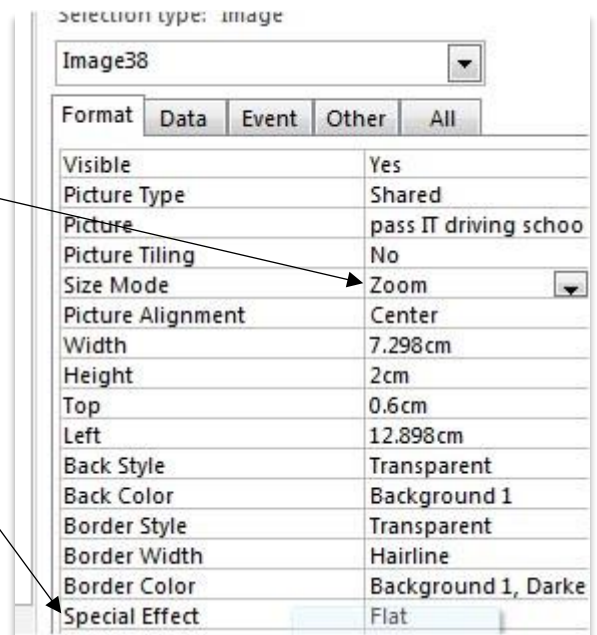 Selection type: Image
Image38
Format Data Event Other All
Visible Yes
Picture Type Shared
Picture pass IT driving schoo
Picture Tiling No
Size Mode Zoom
Picture Alignment Center
Width 7.298cm
Height 2cm
Top 0.6cm
Left 12.898cm
Back Style Transparent
Back Color Background 1
Border Style Transparent
Border Width Hairline
Border Color Background 1, Darke
Special Effect Flat